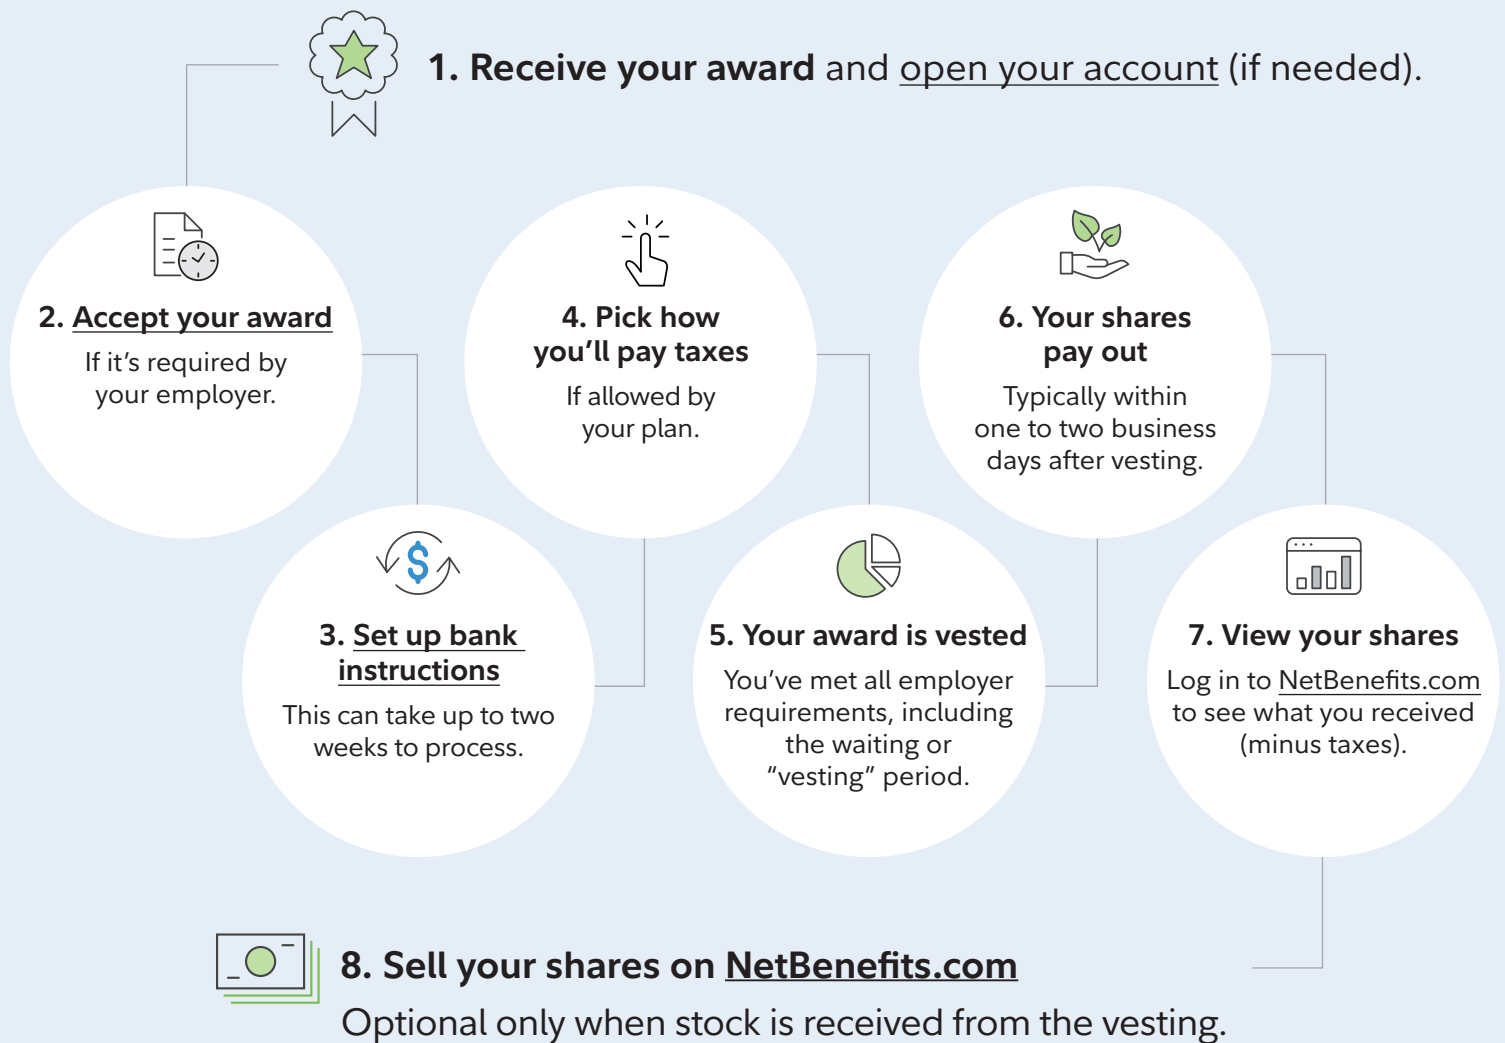 1. Receive your award and open your account (if needed).
2. Accept your award
If it’s required by
your employer.
3. Set up bank
instructions
This can take up to two
weeks to process.
4. Pick how
you’ll pay taxes
If allowed by
your plan.
5. Your award is vested
You’ve met all employer
requirements, including
the waiting or
“vesting” period.
6. Your shares
pay out
Typically within
one to two business
days after vesting.
7. View your shares
Log in to NetBenefits.com
to see what you received
(minus taxes).
8. Sell your shares on NetBenefits.com
Optional only when stock is received from the vesting.